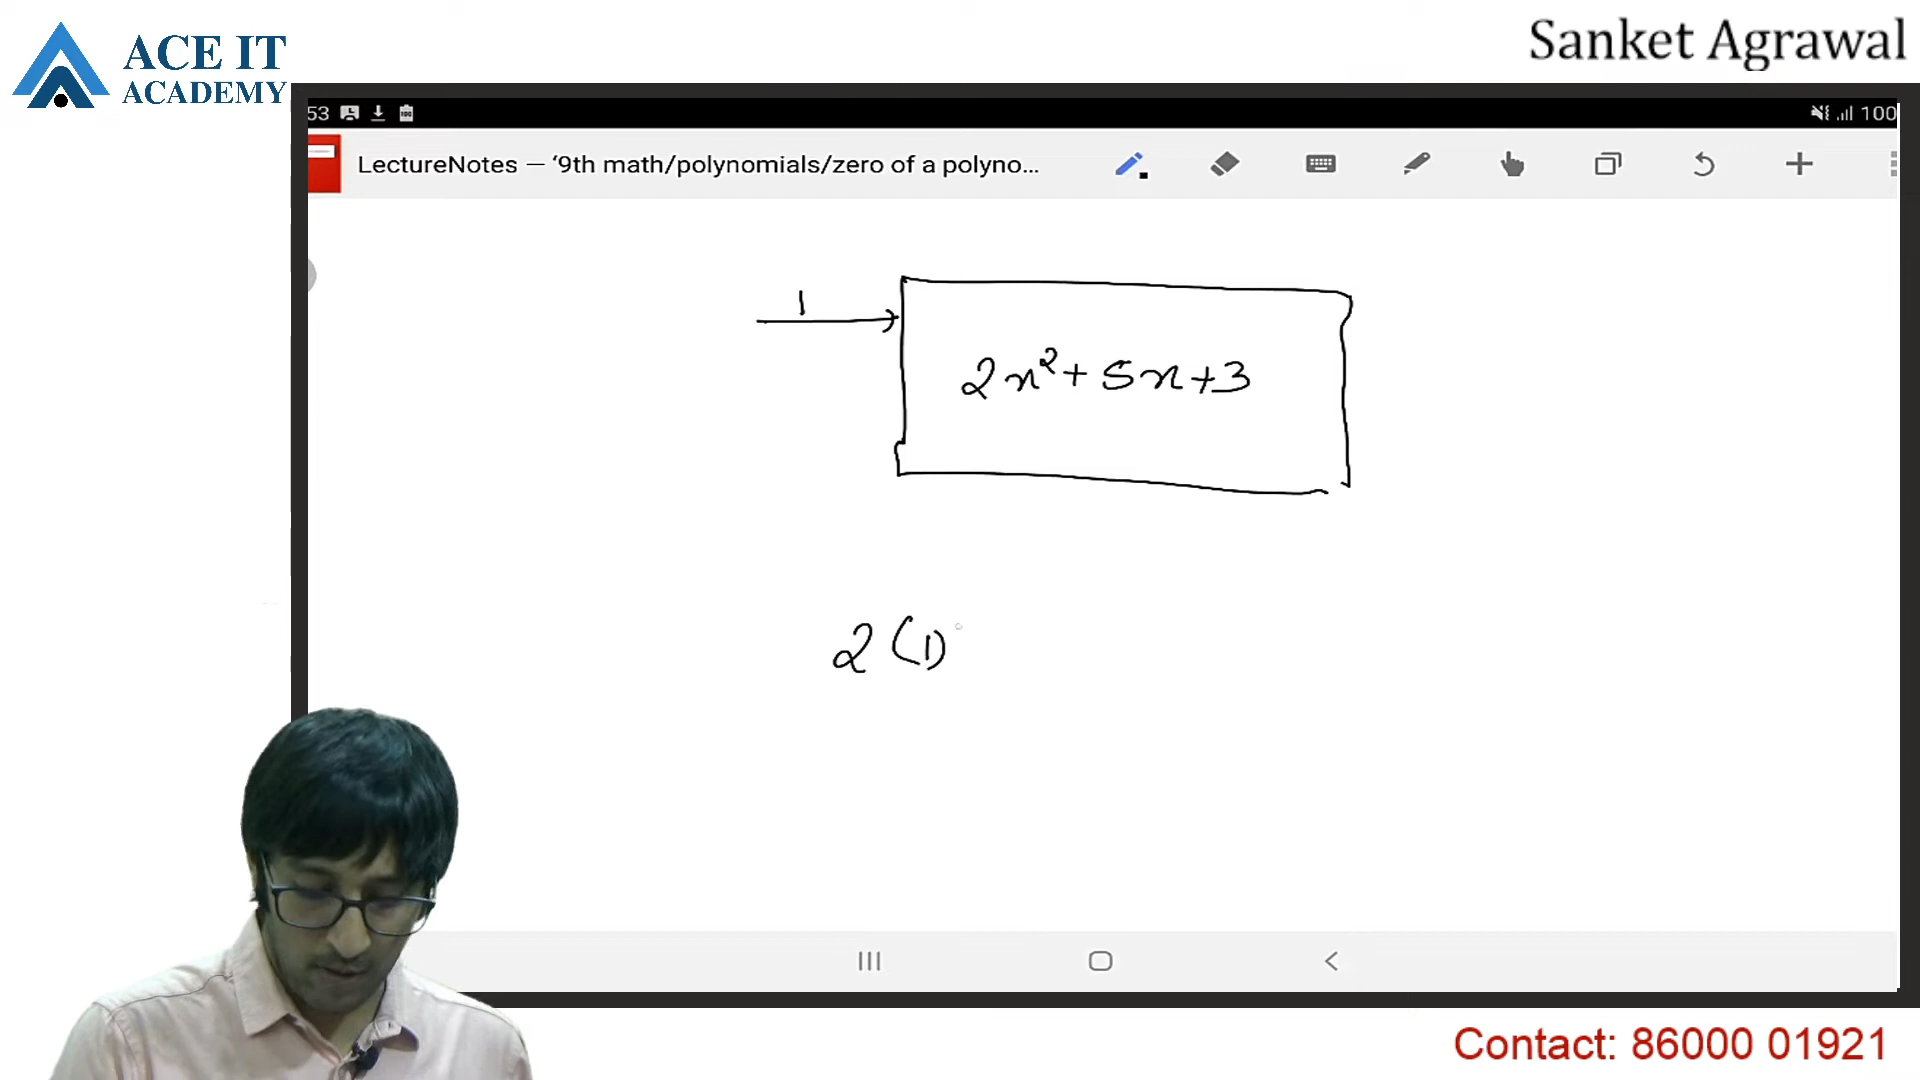 ACE IT
ACADEMY
Sanket Agrawal
53
100
LectureNotes — ‘9th math/polynomials/zero of a polyno...
1
2x²+5x+3
2(1)
Contact: 86000 01921